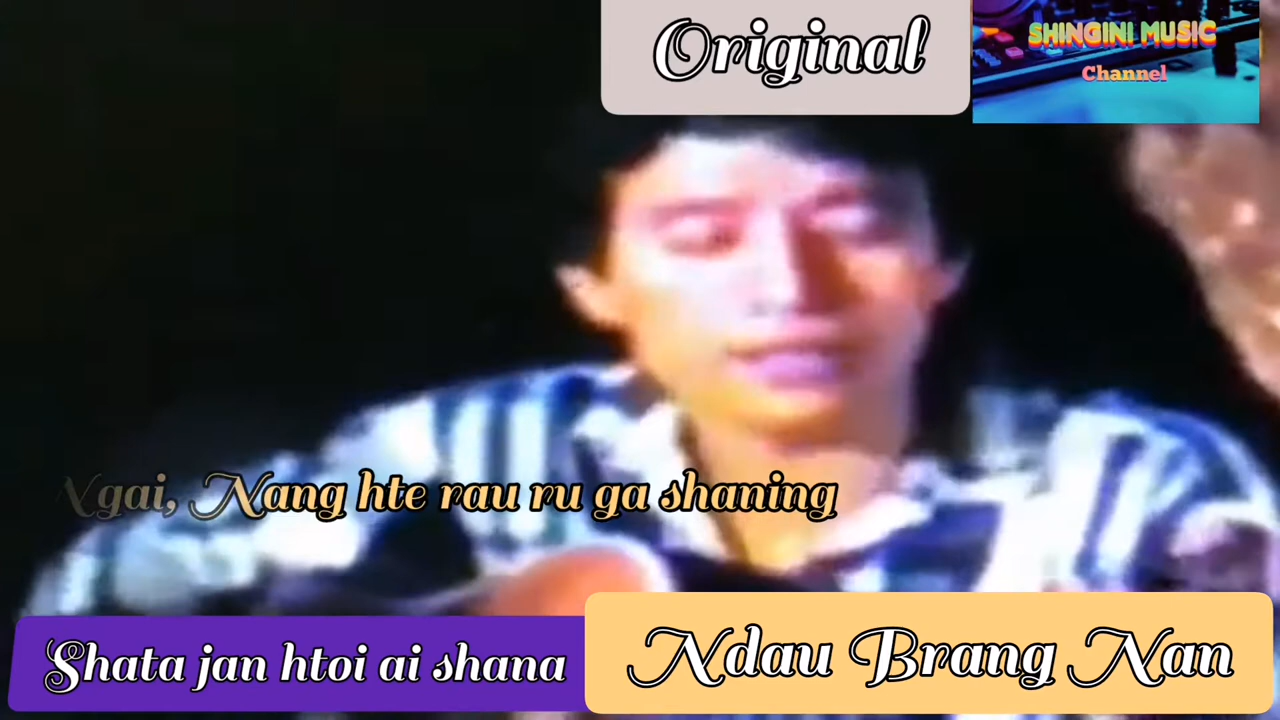 Original
SHINGINI MUSIC
Channel
Ngai, Nang hte rau ru ga shaning
Shata jan htoi ai shana
Ndau Brang Nan